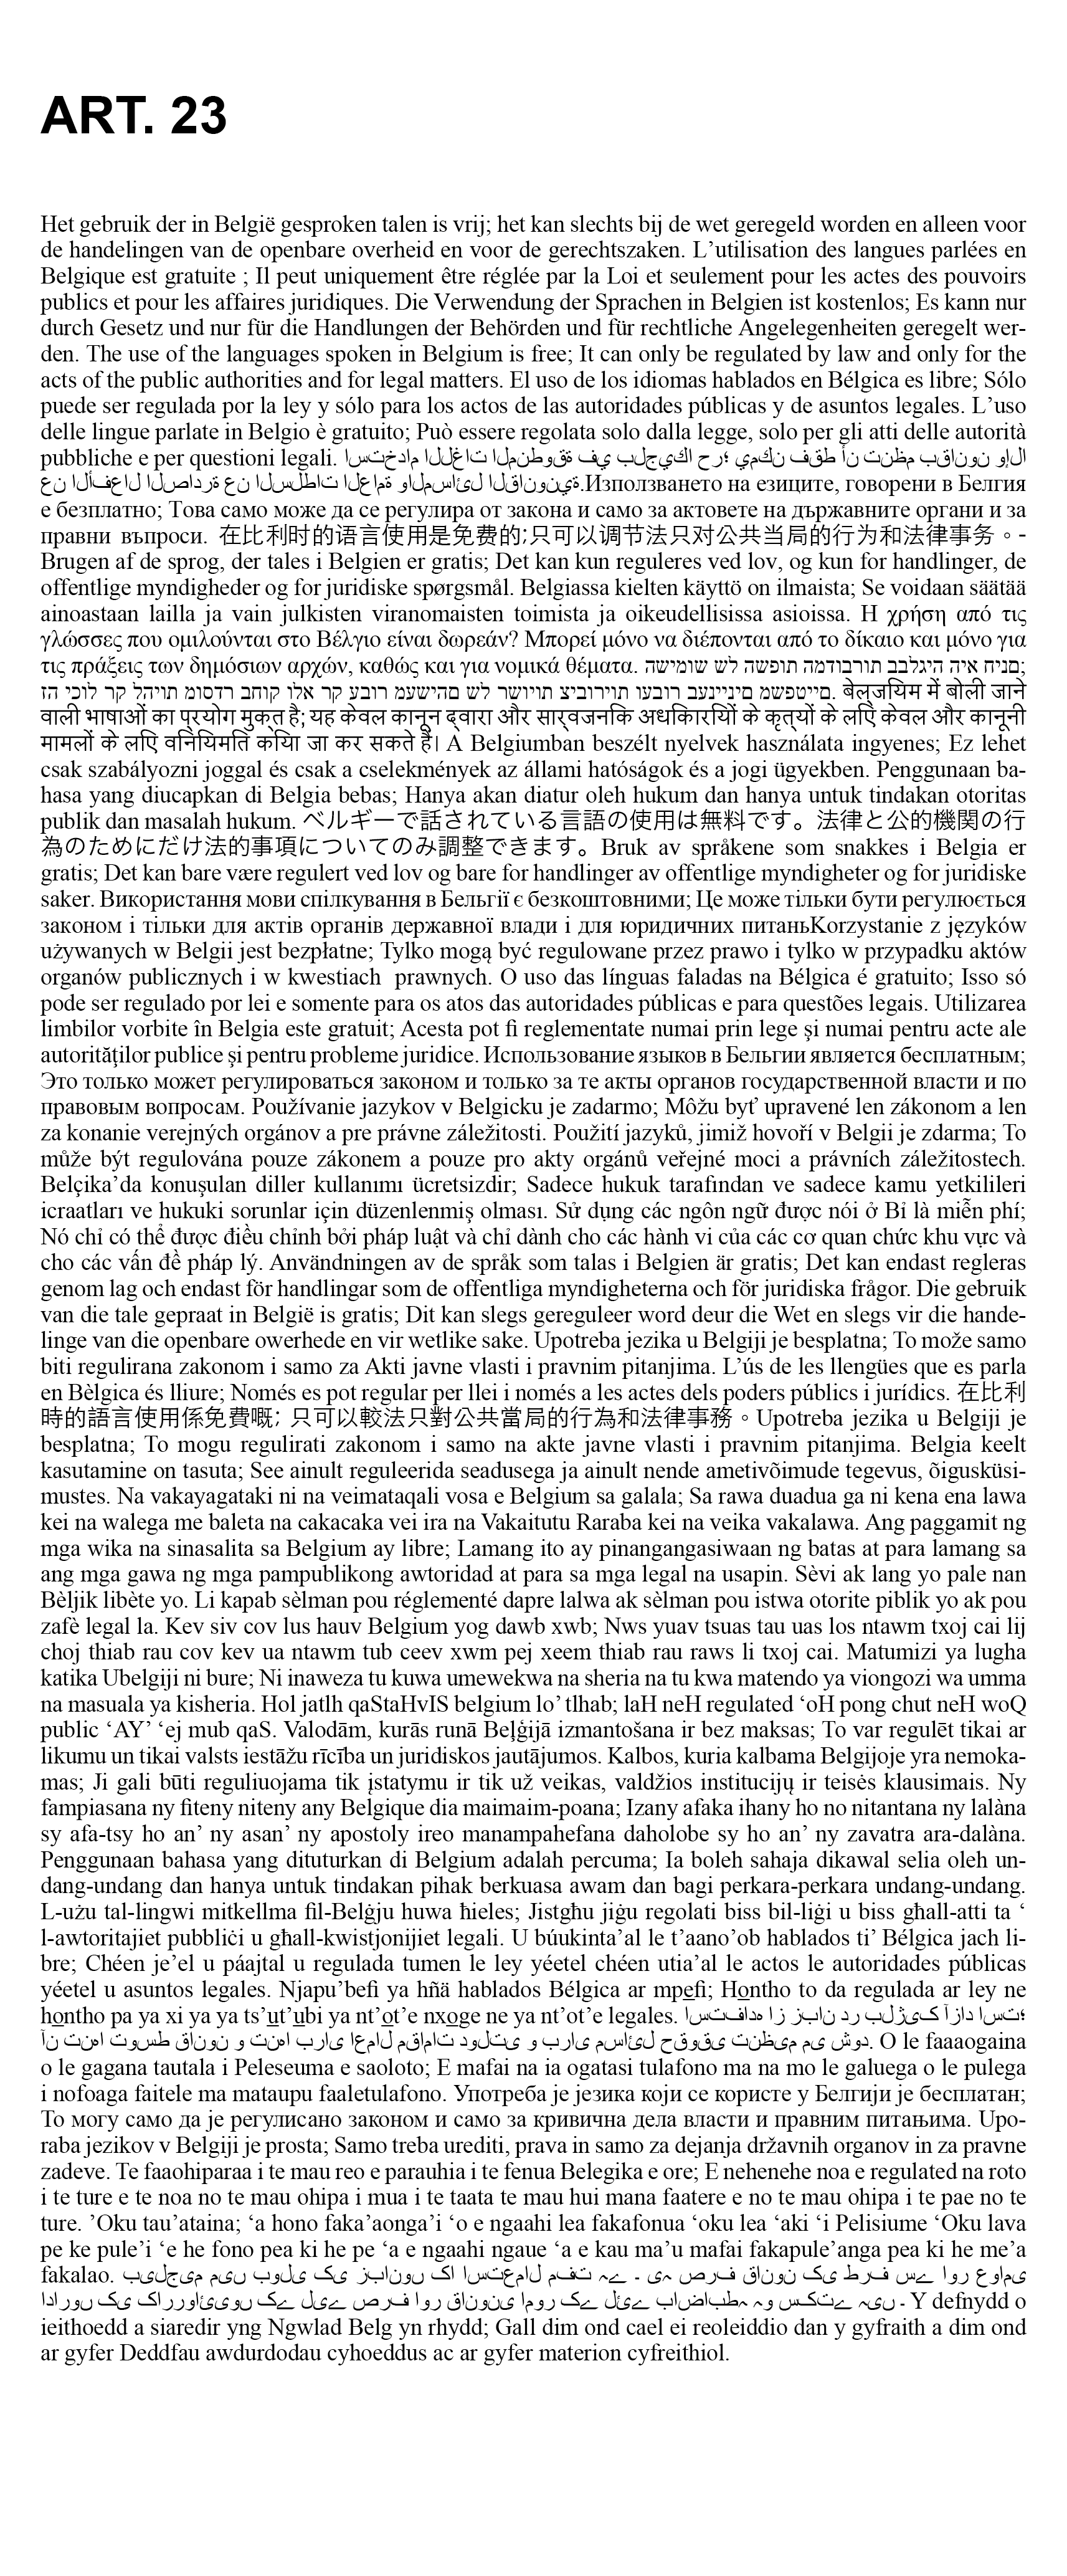 ART. 23
Het gebruik der in België gesproken talen is vrij; het kan slechts bij de wet geregeld worden en alleen voor
de handelingen van de openbare overheid en voor de gerechtszaken. L’utilisation des langues parlées en
Belgique est gratuite ; Il peut uniquement être réglée par la Loi et seulement pour les actes des pouvoirs
publics et pour les affaires juridiques. Die Verwendung der Sprachen in Belgien ist kostenlos; Es kann nur
durch Gesetz und nur für die Handlungen der Behörden und für rechtliche Angelegenheiten geregelt wer-
den. The use of the languages spoken in Belgium is free; It can only be regulated by law and only for the
acts of the public authorities and for legal matters. El uso de los idiomas hablados en Bélgica es libre; Sólo
puede ser regulada por la ley y sólo para los actos de las autoridades públicas y de asuntos legales. L’uso
delle lingue parlate in Belgio è gratuito; Può essere regolata solo dalla legge, solo per gli atti delle autorità
pubbliche e per questioni legali. استخدام اللغات المنطوقة في بلجيكا حر؛ يمكن فقط أن تنظم بقانون وإلا
عن الأفعال الصادرة عن السلطات العامة والمسائل القانونية.Използването на езиците, говорени в Белгия
е безплатно; Това само може да се регулира от закона и само за актовете на държавните органи и за
правни въпроси. 在比利时的语言使用是免费的;只可以调节法只对公共当局的行为和法律事务。-
Brugen af de sprog, der tales i Belgien er gratis; Det kan kun reguleres ved lov, og kun for handlinger, de
offentlige myndigheder og for juridiske spørgsmål. Belgiassa kielten käyttö on ilmaista; Se voidaan säätää
ainoastaan lailla ja vain julkisten viranomaisten toimista ja oikeudellisissa asioissa. Η χρήση από τις
γλώσσες που ομιλούνται στο Βέλγιο είναι δωρεάν? Μπορεί μόνο να διέπονται από το δίκαιο και μόνο για
τις πράξεις των δημόσιων αρχών, καθώς και για νομικά θέματα. השימוש של השפות המדוברות בבלגיה היא חינם;
זה יכול רק להיות מוסדר בחוק ולא רק עבור מעשיהם של רשויות ציבוריות ועבור בעניינים משפטיים. बेल्जियम में बोली जाने
वाली भाषाओं का प्रयोग मुक्त है; यह केवल कानून द्वारा और सार्वजनिक अधिकारियों के कृत्यों के लिए केवल और कानूनी
मामलों के लिए विनियमित किया जा कर सकते हैं। A Belgiumban beszélt nyelvek használata ingyenes; Ez lehet
csak szabályozni joggal és csak a cselekmények az állami hatóságok és a jogi ügyekben. Penggunaan ba-
hasa yang diucapkan di Belgia bebas; Hanya akan diatur oleh hukum dan hanya untuk tindakan otoritas
publik dan masalah hukum. ベルギーで話されている言語の使用は無料です。法律と公的機関の行
為のためにだけ法的事項についてのみ調整できます。Bruk av språkene som snakkes i Belgia er
gratis; Det kan bare være regulert ved lov og bare for handlinger av offentlige myndigheter og for juridiske
saker. Використання мови спілкування в Бельгії є безкоштовними; Це може тільки бути регулюється
законом і тільки для актів органів державної влади і для юридичних питаньKorzystanie z języków
używanych w Belgii jest bezpłatne; Tylko mogą być regulowane przez prawo i tylko w przypadku aktów
organów publicznych i w kwestiach  prawnych. O uso das línguas faladas na Bélgica é gratuito; Isso só
pode ser regulado por lei e somente para os atos das autoridades públicas e para questões legais. Utilizarea
limbilor vorbite în Belgia este gratuit; Acesta pot fi reglementate numai prin lege şi numai pentru acte ale
autorităţilor publice şi pentru probleme juridice. Использование языков в Бельгии является бесплатным;
Это только может регулироваться законом и только за те акты органов государственной власти и по
правовым вопросам. Používanie jazykov v Belgicku je zadarmo; Môžu byť upravené len zákonom a len
za konanie verejných orgánov a pre právne záležitosti. Použití jazyků, jimiž hovoří v Belgii je zdarma; To
může být regulována pouze zákonem a pouze pro akty orgánů veřejné moci a právních záležitostech.
Belçika’da konuşulan diller kullanımı ücretsizdir; Sadece hukuk tarafından ve sadece kamu yetkilileri
icraatları ve hukuki sorunlar için düzenlenmiş olması. Sử dụng các ngôn ngữ được nói ở Bỉ là miễn phí;
Nó chỉ có thể được điều chỉnh bởi pháp luật và chỉ dành cho các hành vi của các cơ quan chức khu vực và
cho các vấn đề pháp lý. Användningen av de språk som talas i Belgien är gratis; Det kan endast regleras
genom lag och endast för handlingar som de offentliga myndigheterna och för juridiska frågor. Die gebruik
van die tale gepraat in België is gratis; Dit kan slegs gereguleer word deur die Wet en slegs vir die hande-
linge van die openbare owerhede en vir wetlike sake. Upotreba jezika u Belgiji je besplatna; To može samo
biti regulirana zakonom i samo za Akti javne vlasti i pravnim pitanjima. L’ús de les llengües que es parla
en Bèlgica és lliure; Només es pot regular per llei i només a les actes dels poders públics i jurídics. 在比利
時的語言使用係免費嘅; 只可以較法只對公共當局的行為和法律事務。Upotreba jezika u Belgiji je
besplatna; To mogu regulirati zakonom i samo na akte javne vlasti i pravnim pitanjima. Belgia keelt
kasutamine on tasuta; See ainult reguleerida seadusega ja ainult nende ametivõimude tegevus, õigusküsi-
mustes. Na vakayagataki ni na veimataqali vosa e Belgium sa galala; Sa rawa duadua ga ni kena ena lawa
kei na walega me baleta na cakacaka vei ira na Vakaitutu Raraba kei na veika vakalawa. Ang paggamit ng
mga wika na sinasalita sa Belgium ay libre; Lamang ito ay pinangangasiwaan ng batas at para lamang sa
ang mga gawa ng mga pampublikong awtoridad at para sa mga legal na usapin. Sèvi ak lang yo pale nan
Bèljik libète yo. Li kapab sèlman pou réglementé dapre lalwa ak sèlman pou istwa otorite piblik yo ak pou
zafè legal la. Kev siv cov lus hauv Belgium yog dawb xwb; Nws yuav tsuas tau uas los ntawm txoj cai lij
choj thiab rau cov kev ua ntawm tub ceev xwm pej xeem thiab rau raws li txoj cai. Matumizi ya lugha
katika Ubelgiji ni bure; Ni inaweza tu kuwa umewekwa na sheria na tu kwa matendo ya viongozi wa umma
na masuala ya kisheria. Hol jatlh qaStaHvIS belgium lo’ tlhab; laH neH regulated ‘oH pong chut neH woQ
public ‘AY’ ‘ej mub qaS. Valodām, kurās runā Beļģijā izmantošana ir bez maksas; To var regulēt tikai ar
likumu un tikai valsts iestāžu rīcība un juridiskos jautājumos. Kalbos, kuria kalbama Belgijoje yra nemoka-
mas; Ji gali būti reguliuojama tik įstatymu ir tik už veikas, valdžios institucijų ir teisės klausimais. Ny
fampiasana ny fiteny niteny any Belgique dia maimaim-poana; Izany afaka ihany ho no nitantana ny lalàna
sy afa-tsy ho an’ ny asan’ ny apostoly ireo manampahefana daholobe sy ho an’ ny zavatra ara-dalàna.
Penggunaan bahasa yang dituturkan di Belgium adalah percuma; Ia boleh sahaja dikawal selia oleh un-
dang-undang dan hanya untuk tindakan pihak berkuasa awam dan bagi perkara-perkara undang-undang.
L-użu tal-lingwi mitkellma fil-Belġju huwa ħieles; Jistgħu jiġu regolati biss bil-liġi u biss għall-atti ta ‘
l-awtoritajiet pubbliċi u għall-kwistjonijiet legali. U búukinta’al le t’aano’ob hablados ti’ Bélgica jach li-
bre; Chéen je’el u páajtal u regulada tumen le ley yéetel chéen utia’al le actos le autoridades públicas
yéetel u asuntos legales. Njapu’befi ya hñä hablados Bélgica ar mpefi; Hontho to da regulada ar ley ne
hontho pa ya xi ya ya ts’ut’ubi ya nt’ot’e nxoge ne ya nt’ot’e legales. استفاده از زبان در بلژیک آزاد است؛
آن تنها توسط قانون و تنها برای اعمال مقامات دولتی و برای مسائل حقوقی تنظیم می شود. O le faaaogaina
o le gagana tautala i Peleseuma e saoloto; E mafai na ia ogatasi tulafono ma na mo le galuega o le pulega
i nofoaga faitele ma mataupu faaletulafono. Употреба је језика који се користе у Белгији је бесплатан;
То могу само да је регулисано законом и само за кривична дела власти и правним питањима. Upo-
raba jezikov v Belgiji je prosta; Samo treba urediti, prava in samo za dejanja državnih organov in za pravne
zadeve. Te faaohiparaa i te mau reo e parauhia i te fenua Belegika e ore; E nehenehe noa e regulated na roto
i te ture e te noa no te mau ohipa i mua i te taata te mau hui mana faatere e no te mau ohipa i te pae no te
ture. ’Oku tau’ataina; ‘a hono faka’aonga’i ‘o e ngaahi lea fakafonua ‘oku lea ‘aki ‘i Pelisiume ‘Oku lava
pe ke pule’i ‘e he fono pea ki he pe ‘a e ngaahi ngaue ‘a e kau ma’u mafai fakapule’anga pea ki he me’a
fakalao. بیلجیم میں بولی کی زبانوں کا استعمال مفت ہے ۔ یہ صرف قانون کی طرف سے اور عوامی
اداروں کی کارروائیوں کے لیے صرف اور قانونی امور کے لئے باضابطہ ہو سکتے ہیں ۔ Y defnydd o
ieithoedd a siaredir yng Ngwlad Belg yn rhydd; Gall dim ond cael ei reoleiddio dan y gyfraith a dim ond
ar gyfer Deddfau awdurdodau cyhoeddus ac ar gyfer materion cyfreithiol.